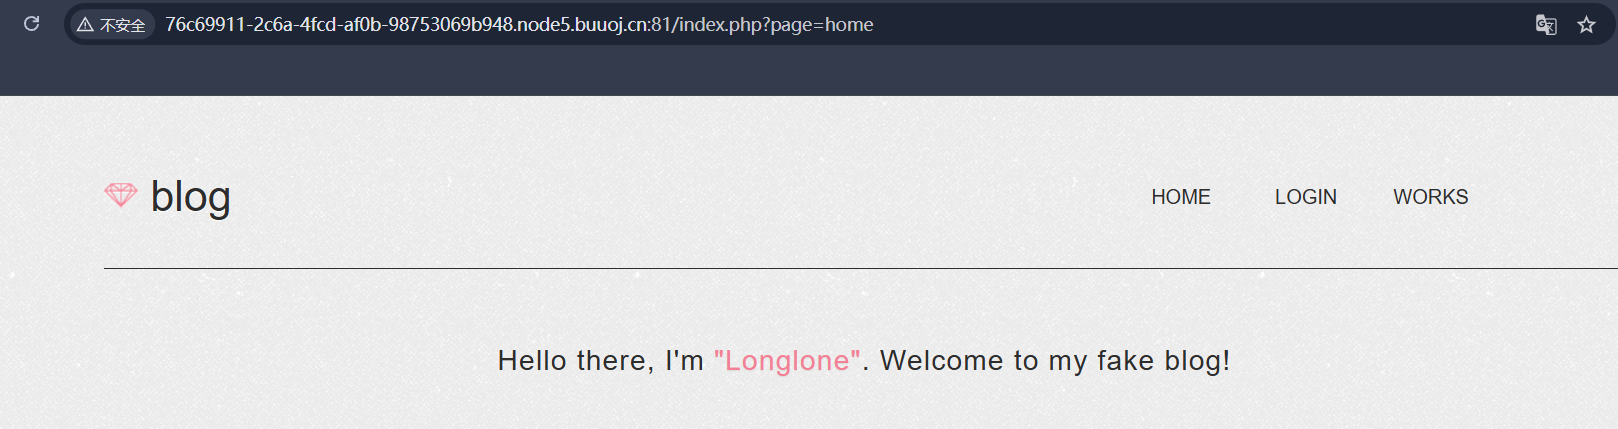 不安全 76c69911-2c6a-4fcd-af0b-98753069b948.node5.buuoj.cn:81/index.php?page=home
blog HOME LOGIN WORKS
Hello there, I'm "Longlone". Welcome to my fake blog!